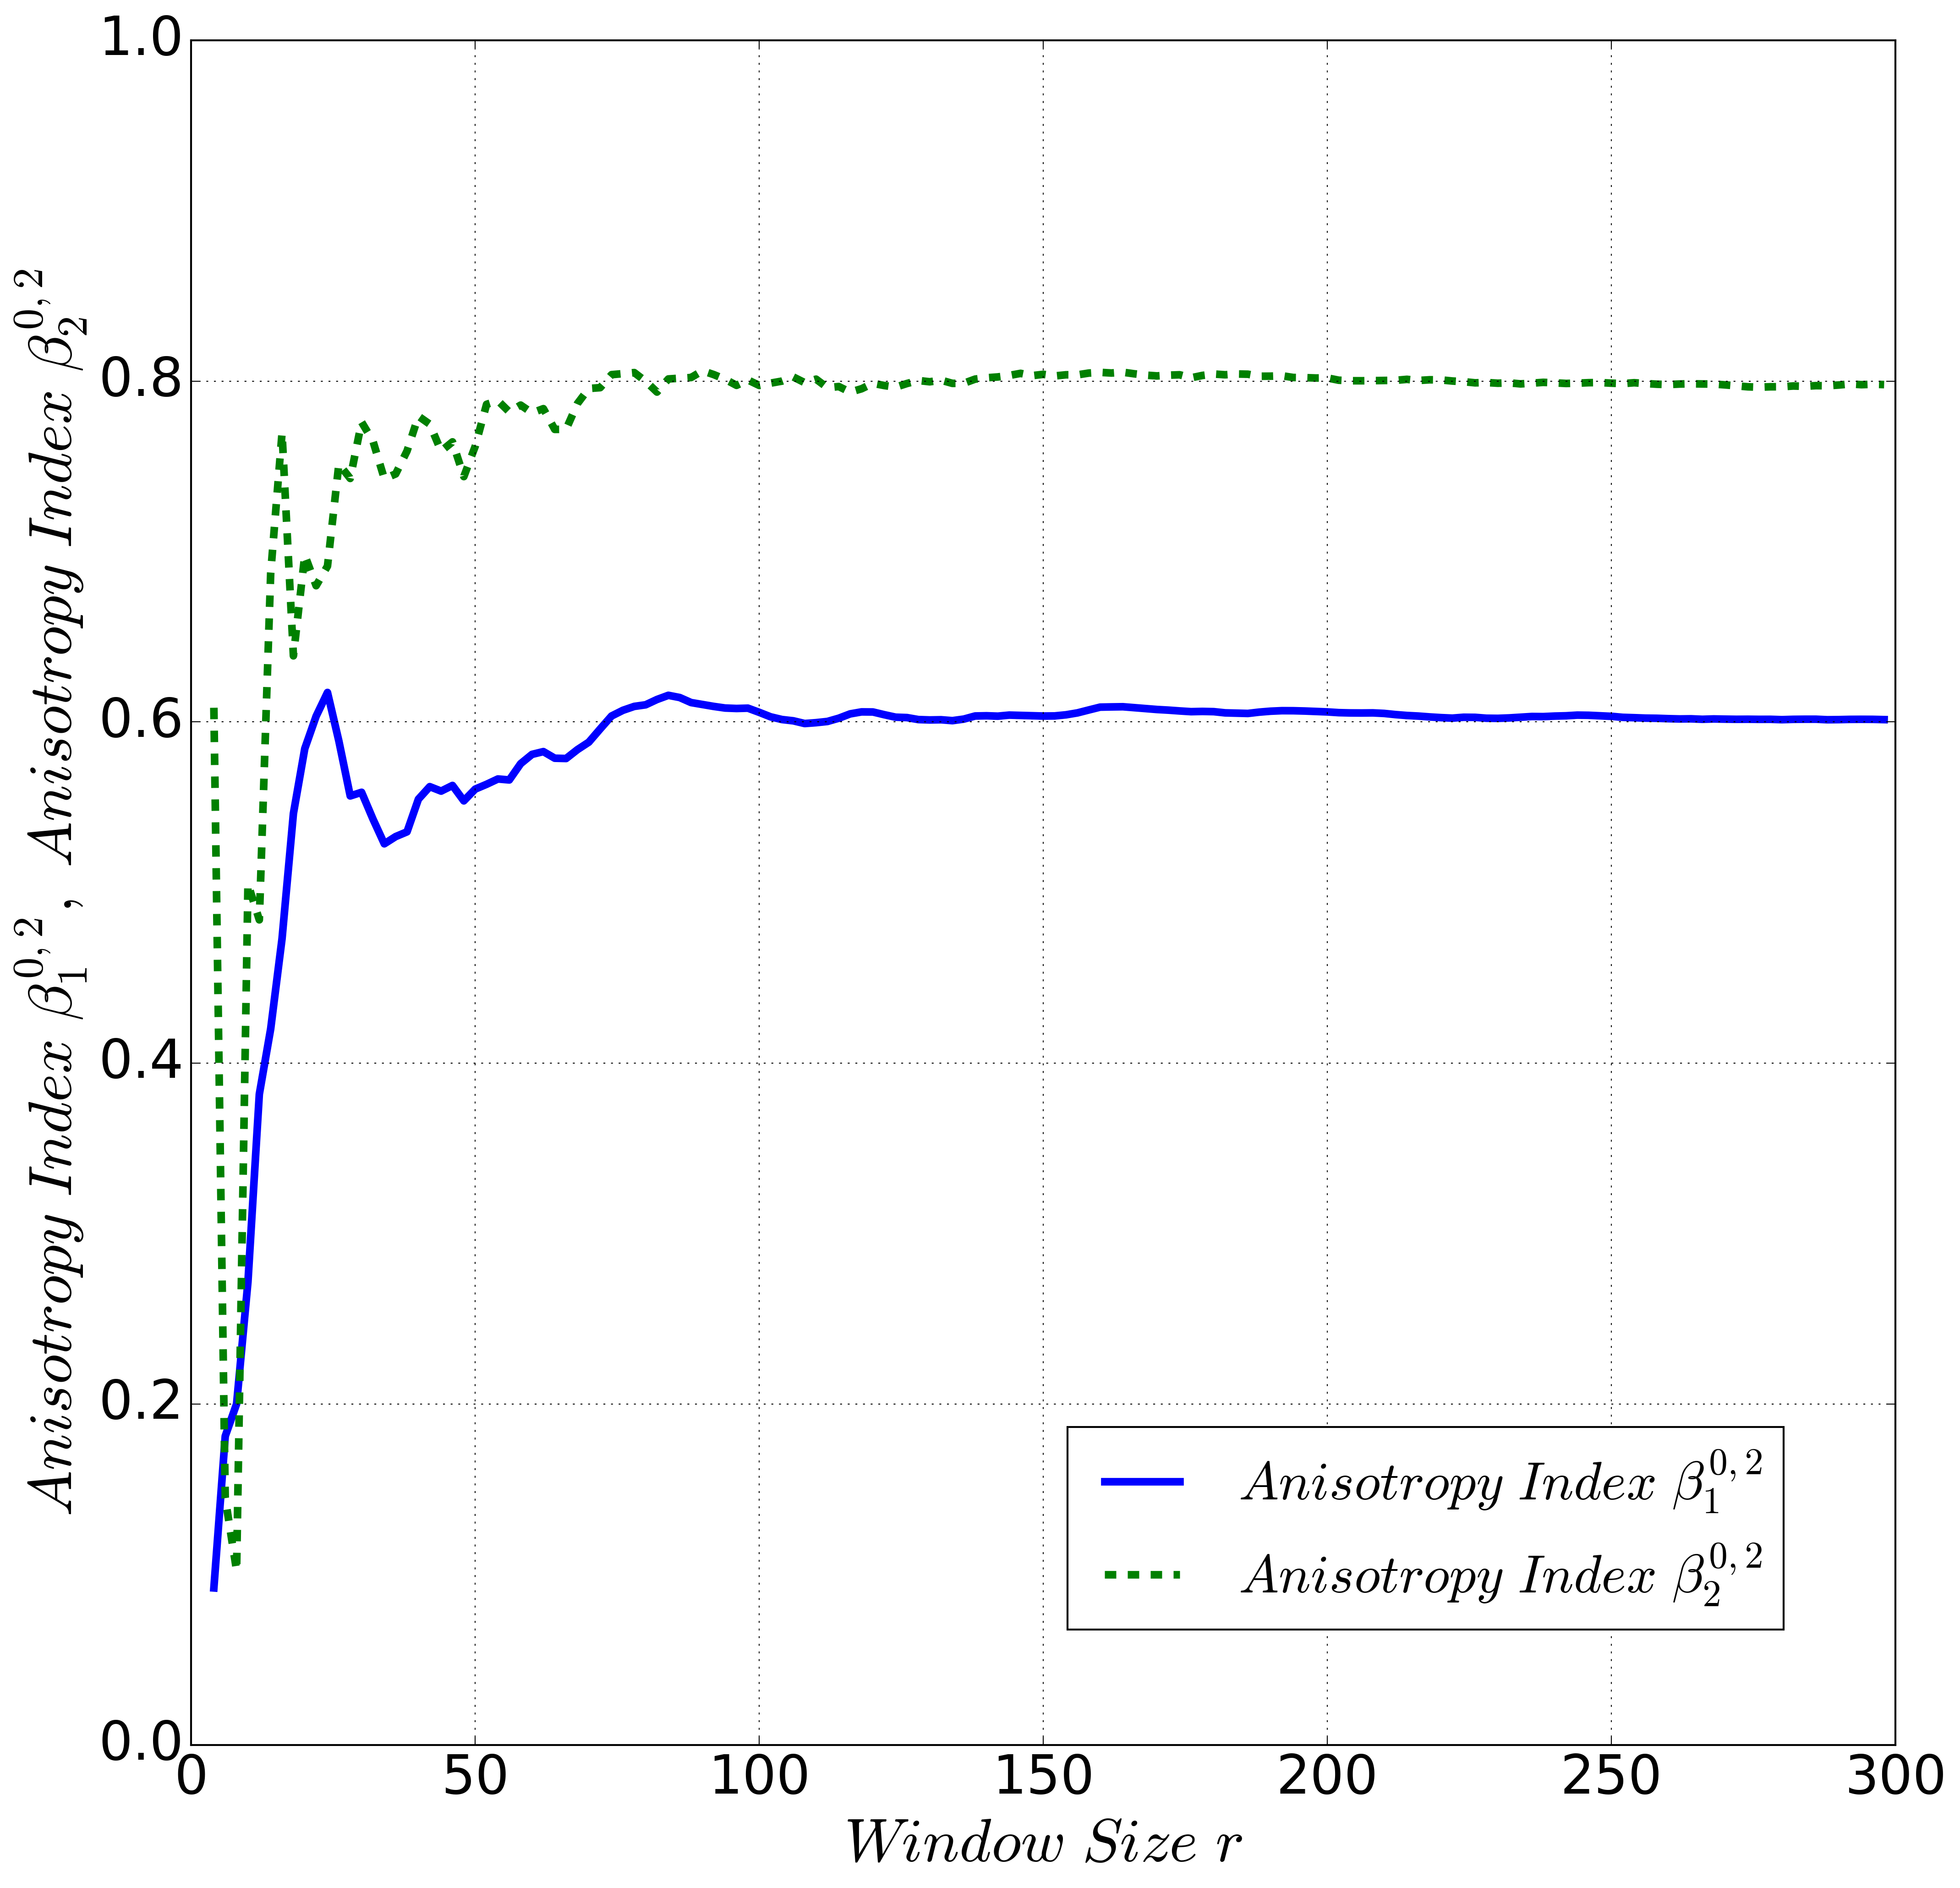 1.0
0.8
0.6
0.4
0.2
0.0
0 50 100 150 200 250 300
Anisotropy Index β₁^{0,2}, Anisotropy Index β₂^{0,2}
Window Size r
Anisotropy Index β₁^{0,2}
Anisotropy Index β₂^{0,2}